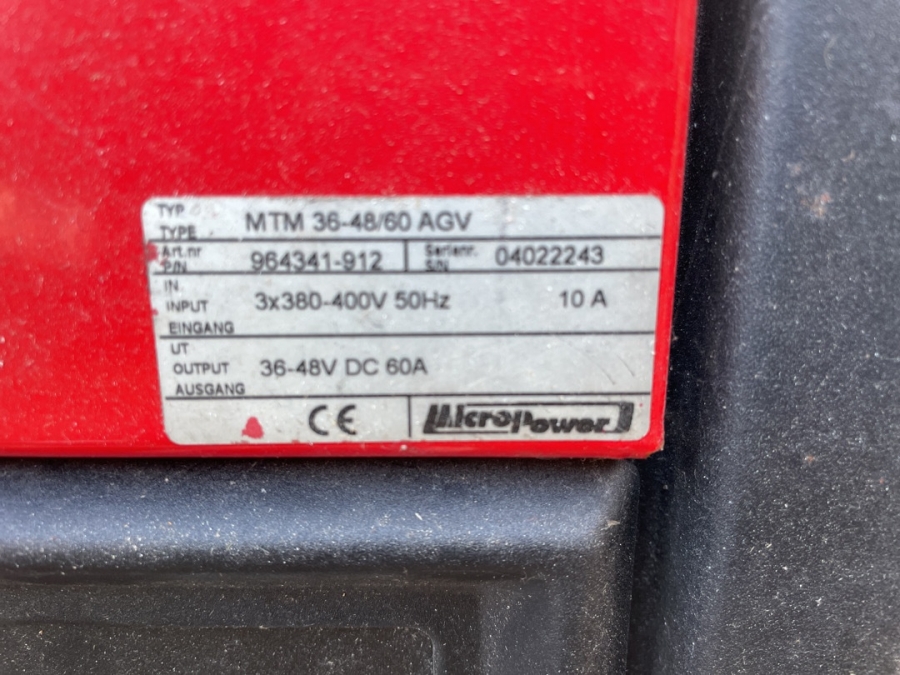 TYP
TYPE MTM 36-48/60 AGV
Art.nr
P/N 964341-912 Serienr. S/N 04022243
IN.
INPUT 3x380-400V 50Hz 10 A
EINGANG
UT
OUTPUT 36-48V DC 60A
AUSGANG
CE MicroPower